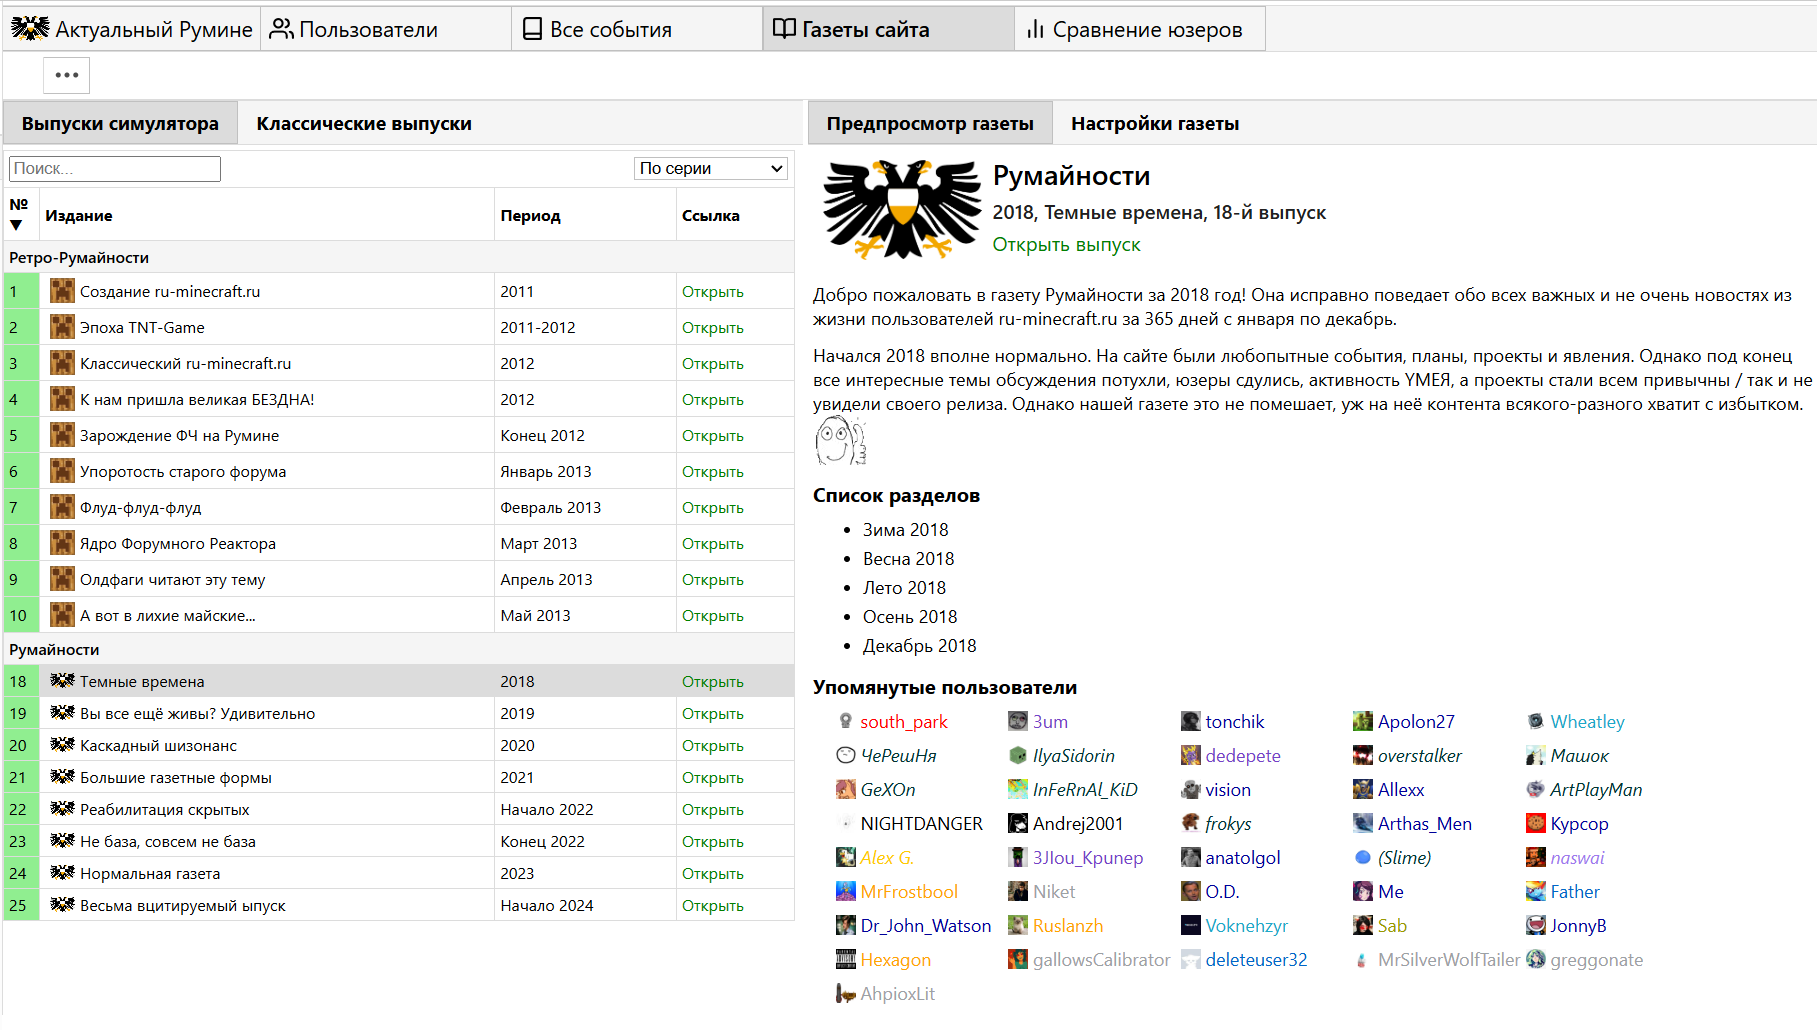 Актуальный Румине
Пользователи
Все события
Газеты сайта
Сравнение юзеров
Выпуски симулятора
Классические выпуски
Поиск...
По серии
№ ▼
Издание
Период
Ссылка
Ретро-Румайности
1 Создание ru-minecraft.ru 2011 Открыть
2 Эпоха TNT-Game 2011-2012 Открыть
3 Классический ru-minecraft.ru 2012 Открыть
4 К нам пришла великая БЕЗДНА! 2012 Открыть
5 Зарождение ФЧ на Румине Конец 2012 Открыть
6 Упоротость старого форума Январь 2013 Открыть
7 Флуд-флуд-флуд Февраль 2013 Открыть
8 Ядро Форумного Реактора Март 2013 Открыть
9 Олдфаги читают эту тему Апрель 2013 Открыть
10 А вот в лихие майские... Май 2013 Открыть
Румайности
18 Темные времена 2018 Открыть
19 Вы все ещё живы? Удивительно 2019 Открыть
20 Каскадный шизонанс 2020 Открыть
21 Большие газетные формы 2021 Открыть
22 Реабилитация скрытых Начало 2022 Открыть
23 Не база, совсем не база Конец 2022 Открыть
24 Нормальная газета 2023 Открыть
25 Весьма вцитируемый ыпуск Начало 2024 Открыть
Предпросмотр газеты
Настройки газеты
Румайности
2018, Темные времена, 18-й выпуск
Открыть выпуск
Добро пожаловать в газету Румайности за 2018 год! Она исправно поведает обо всех важных и не очень новостях из
жизни пользователей ru-minecraft.ru за 365 дней с января по декабрь.
Начался 2018 вполне нормально. На сайте были любопытные события, планы, проекты и явления. Однако под конец
все интересные темы обсуждения потухли, юзеры сдулись, активность YМЕЯ, а проекты стали всем привычны / так и не
увидели своего релиза. Однако нашей газете это не помешает, уж на неё контента всякого-разного хватит с избытком.
Список разделов
• Зима 2018
• Весна 2018
• Лето 2018
• Осень 2018
• Декабрь 2018
Упомянутые пользователи
south_park 3um tonchik Apolon27 Wheatley
ЧеРешНя IlyaSidorin dedepete overstalker Машок
GeXOn InFeRnAl_KiD vision Allexx ArtPlayMan
NIGHTDANGER Andrej2001 frokys Arthas_Men Курсор
Alex G. 3JIou_Kpunep anatolgol (Slime) naswai
MrFrostbool Niket O.D. Me Father
Dr_John_Watson Ruslanzh Voknehzyr Sab JonnyB
Hexagon gallowsCalibrator deleteuser32 MrSilverWolfTailer greggonate
AhpioxLit